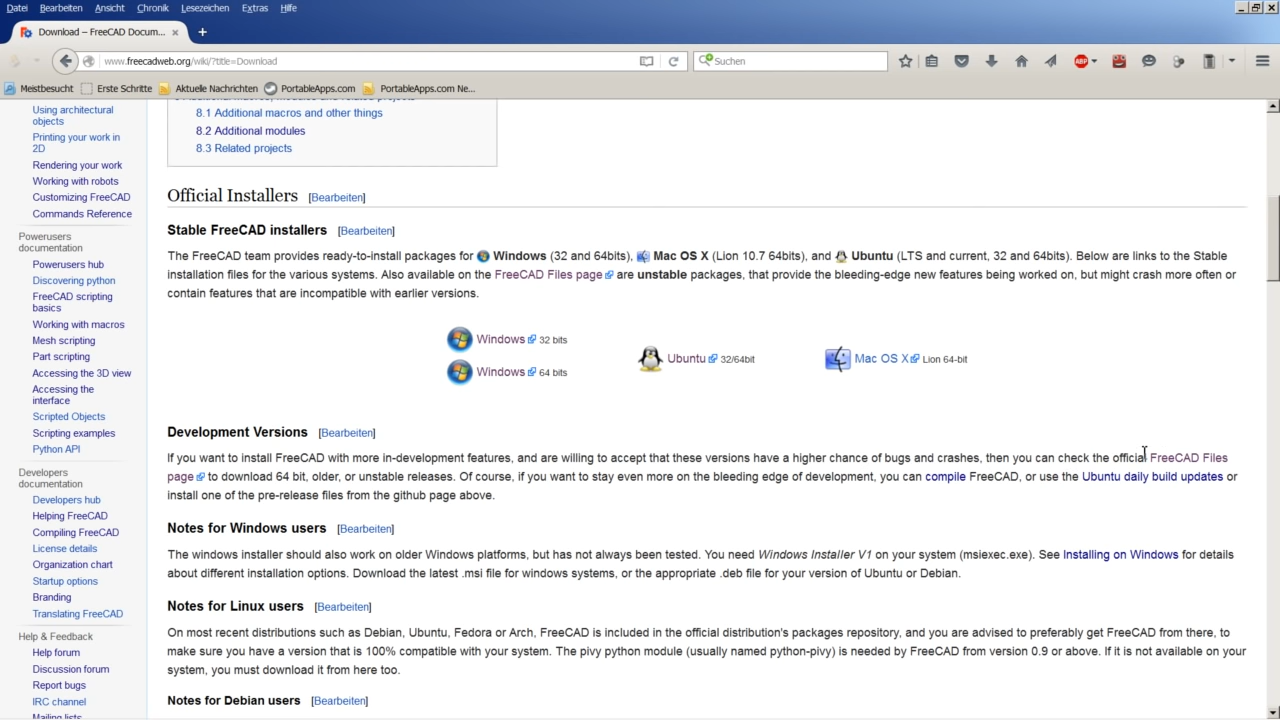 Datei Bearbeiten Ansicht Chronik Lesezeichen Extras Hilfe
Download – FreeCAD Docum...
www.freecadweb.org/wiki/?title=Download
Suchen
ABP
Meistbesucht Erste Schritte Aktuelle Nachrichten PortableApps.com PortableApps.com Ne...
Using architectural
objects
Printing your work in
2D
Rendering your work
Working with robots
Customizing FreeCAD
Commands Reference
Powerusers
documentation
Powerusers hub
Discovering python
FreeCAD scripting
basics
Working with macros
Mesh scripting
Part scripting
Accessing the 3D view
Accessing the
interface
Scripted Objects
Scripting examples
Python API
Developers
documentation
Developers hub
Helping FreeCAD
Compiling FreeCAD
License details
Organization chart
Startup options
Branding
Translating FreeCAD
Help & Feedback
Help forum
Discussion forum
Report bugs
IRC channel
Mailing lists
8 Additional macros, modules and related projects
8.1 Additional macros and other things
8.2 Additional modules
8.3 Related projects
Official Installers [Bearbeiten]
Stable FreeCAD installers [Bearbeiten]
The FreeCAD team provides ready-to-install packages for Windows (32 and 64bits), Mac OS X (Lion 10.7 64bits), and Ubuntu (LTS and current, 32 and 64bits). Below are links to the Stable
installation files for the various systems. Also available on the FreeCAD Files page are unstable packages, that provide the bleeding-edge new features being worked on, but might crash more often or
contain features that are incompatible with earlier versions.
Windows 32 bits
Windows 64 bits
Ubuntu 32/64bit
Mac OS X Lion 64-bit
Development Versions [Bearbeiten]
If you want to install FreeCAD with more in-development features, and are willing to accept that these versions have a higher chance of bugs and crashes, then you can check the official FreeCAD Files
page to download 64 bit, older, or unstable releases. Of course, if you want to stay even more on the bleeding edge of development, you can compile FreeCAD, or use the Ubuntu daily build updates or
install one of the pre-release files from the github page above.
Notes for Windows users [Bearbeiten]
The windows installer should also work on older Windows platforms, but has not always been tested. You need Windows Installer V1 on your system (msiexec.exe). See Installing on Windows for details
about different installation options. Download the latest .msi file for windows systems, or the appropriate .deb file for your version of Ubuntu or Debian.
Notes for Linux users [Bearbeiten]
On most recent distributions such as Debian, Ubuntu, Fedora or Arch, FreeCAD is included in the official distribution's packages repository, and you are advised to preferably get FreeCAD from there, to
make sure you have a version that is 100% compatible with your system. The pivy python module (usually named python-pivy) is needed by FreeCAD from version 0.9 or above. If it is not available on your
system, you must download it from here too.
Notes for Debian users [Bearbeiten]